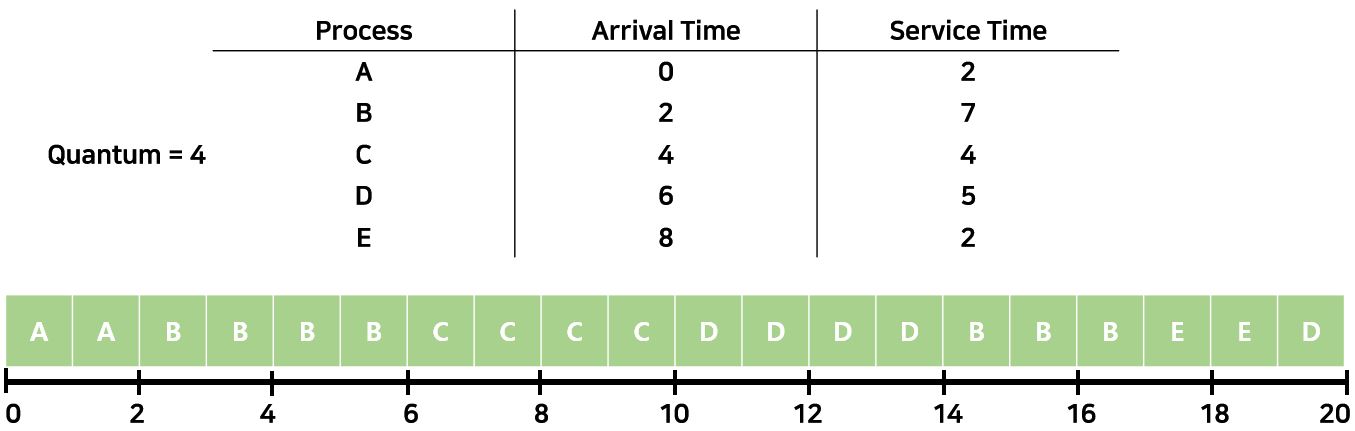 Process Arrival Time Service Time
A 0 2
B 2 7
Quantum = 4 C 4 4
D 6 5
E 8 2
A A B B B B C C C C D D D D B B B E E D
0 2 4 6 8 10 12 14 16 18 20